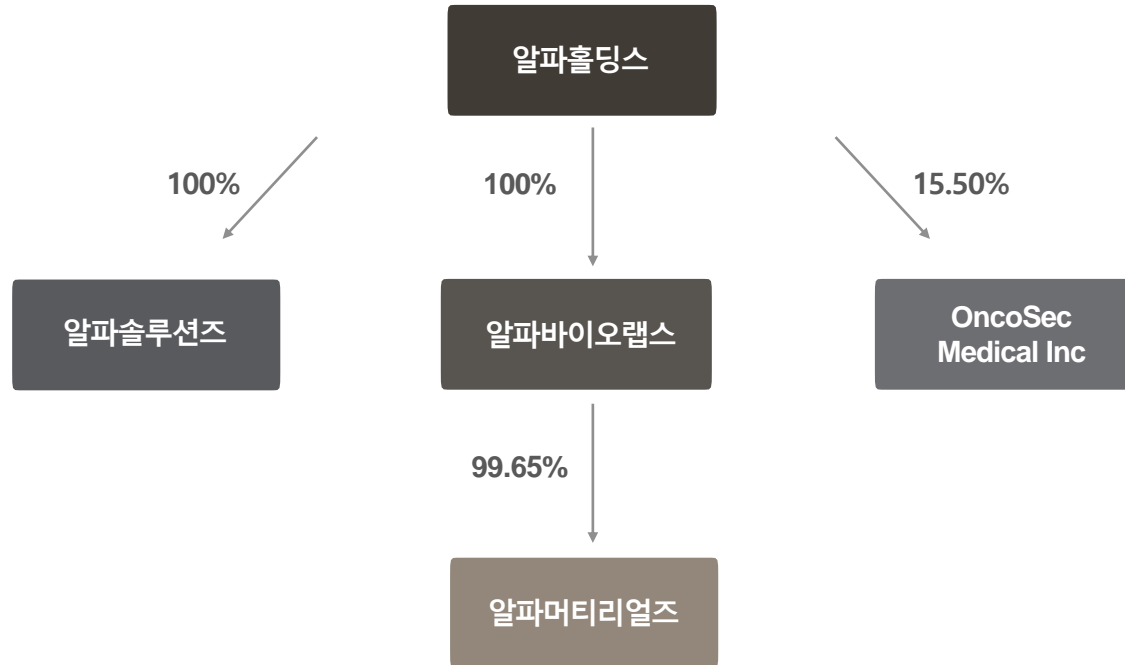 알파홀딩스
100%
100%
15.50%
알파솔루션즈
알파바이오랩스
OncoSec
Medical Inc
99.65%
알파머티리얼즈